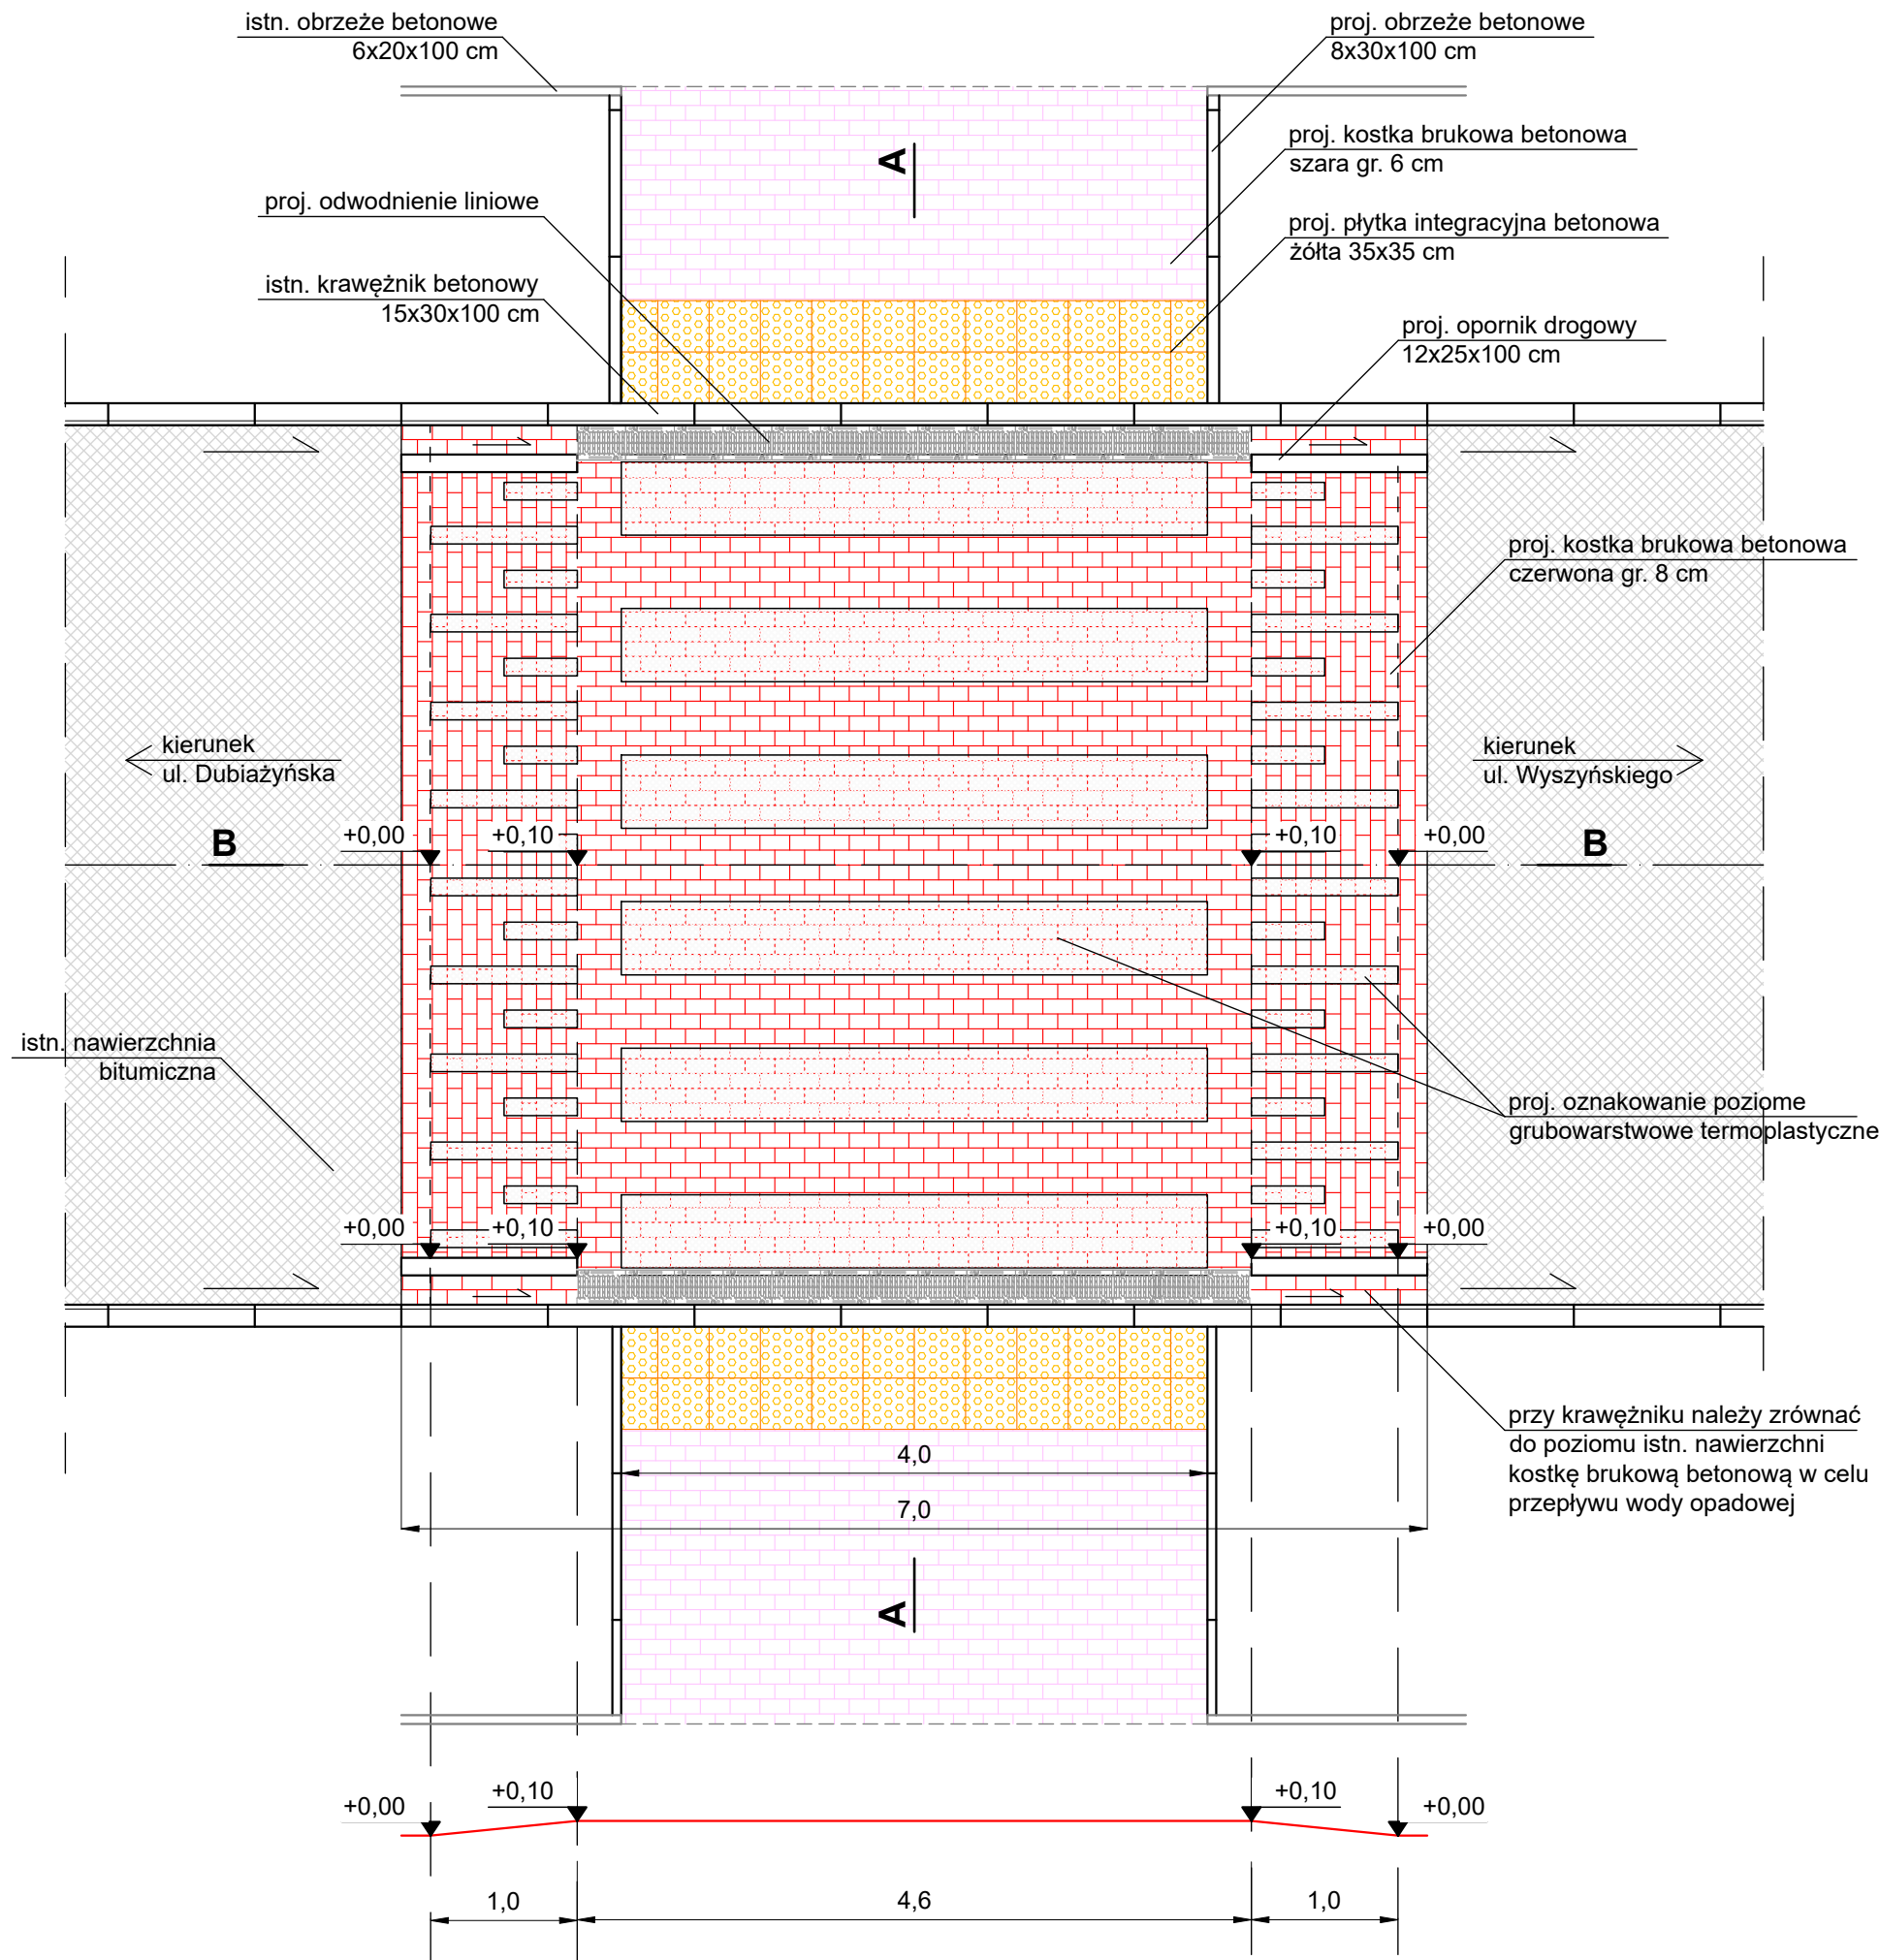 istn. obrzeże betonowe
6x20x100 cm
proj. obrzeże betonowe
8x30x100 cm
proj. kostka brukowa betonowa
szara gr. 6 cm
A
proj. odwodnienie liniowe
proj. płytka integracyjna betonowa
żółta 35x35 cm
istn. krawężnik betonowy
15x30x100 cm
proj. opornik drogowy
12x25x100 cm
proj. kostka brukowa betonowa
czerwona gr. 8 cm
kierunek
ul. Dubiażyńska
kierunek
ul. Wyszyńskiego
B
+0,00
+0,10
+0,10
+0,00
B
istn. nawierzchnia
bitumiczna
proj. oznakowanie poziome
grubowarstwowe termoplastyczne
+0,00
+0,10
+0,10
+0,00
przy krawężniku należy zrównać
do poziomu istn. nawierzchni
kostkę brukową betonową w celu
przepływu wody opadowej
4,0
7,0
A
+0,00
+0,10
+0,10
+0,00
1,0
4,6
1,0